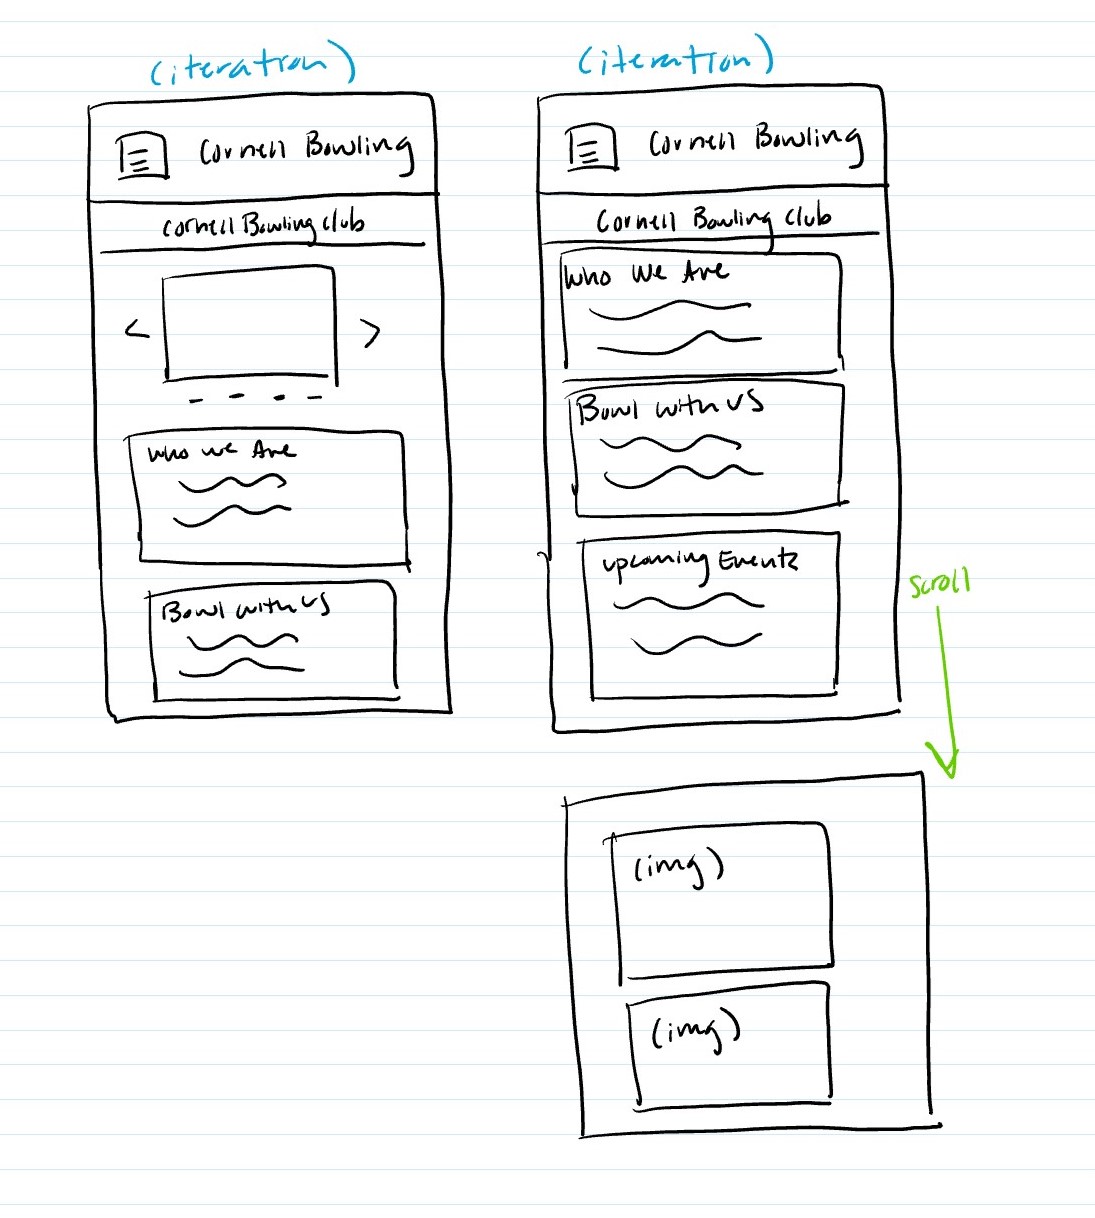 (iteration)
Cornell Bowling
Cornell Bowling club
<
>
Who we Are
Bowl with us
(iteration)
Cornell Bowling
Cornell Bowling Club
Who We Are
Bowl with us
upcoming Events
scroll
(img)
(img)